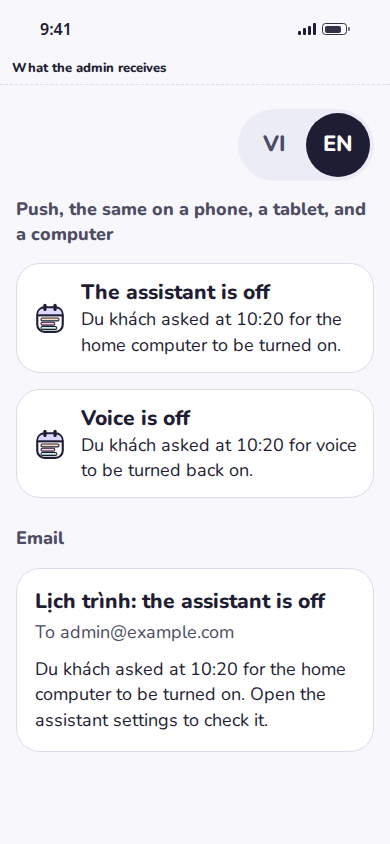 9:41
What the admin receives
VI
EN
Push, the same on a phone, a tablet, and
a computer
The assistant is off
Du khách asked at 10:20 for the
home computer to be turned on.
Voice is off
Du khách asked at 10:20 for voice
to be turned back on.
Email
Lịch trình: the assistant is off
To admin@example.com
Du khách asked at 10:20 for the home
computer to be turned on. Open the
assistant settings to check it.